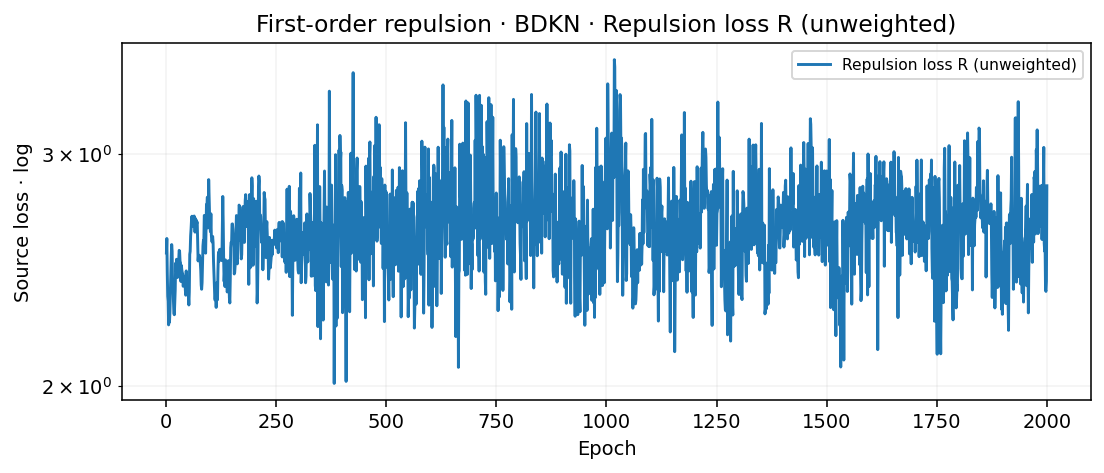 First-order repulsion · BDKN · Repulsion loss R (unweighted)
Repulsion loss R (unweighted)
Source loss · log
3 × 10⁰
2 × 10⁰
0 250 500 750 1000 1250 1500 1750 2000
Epoch